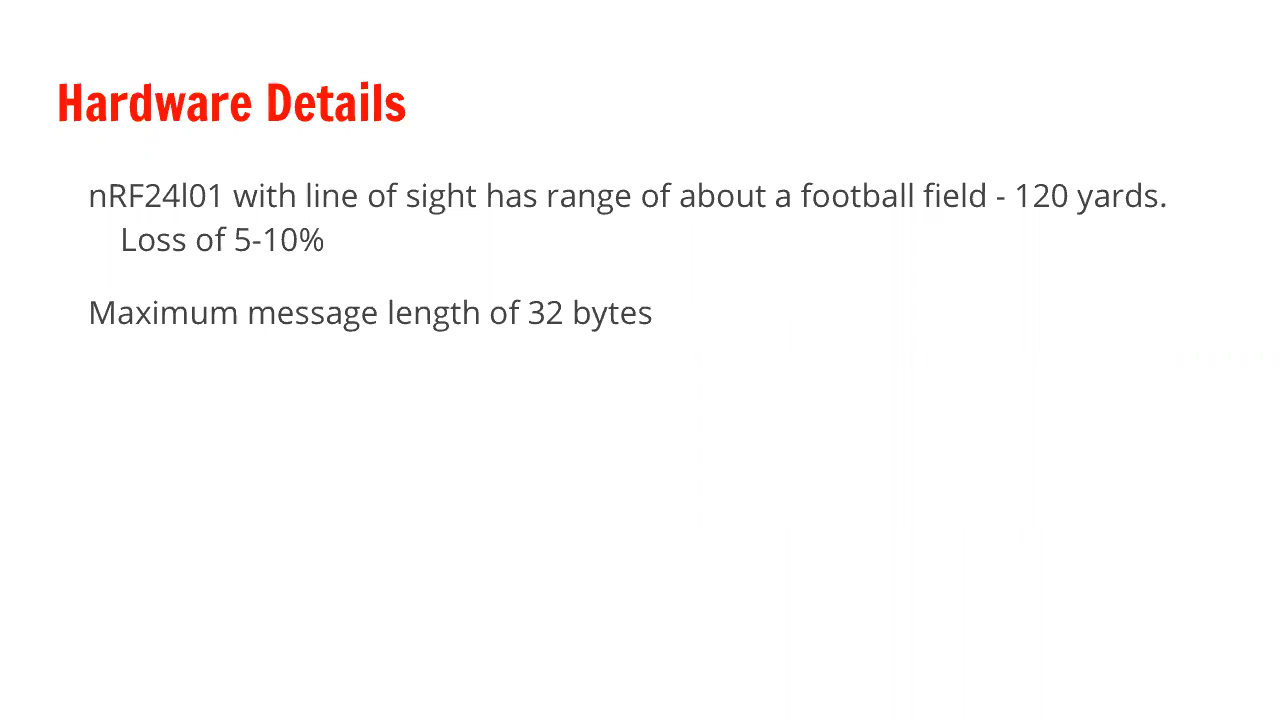 Hardware Details
nRF24l01 with line of sight has range of about a football field - 120 yards.
Loss of 5-10%
Maximum message length of 32 bytes